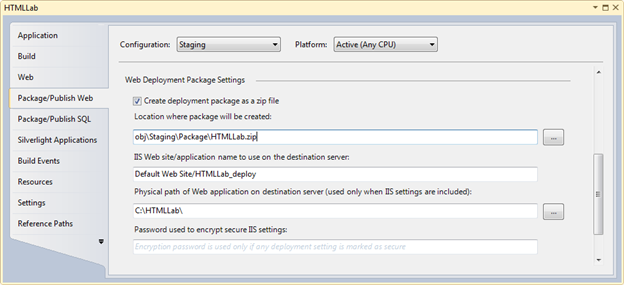 HTMLLab
Application
Build
Web
Package/Publish Web
Package/Publish SQL
Silverlight Applications
Build Events
Resources
Settings
Reference Paths
Configuration: Staging Platform: Active (Any CPU)
Web Deployment Package Settings
Create deployment package as a zip file
Location where package will be created:
obj\Staging\Package\HTMLLab.zip
...
IIS Web site/application name to use on the destination server:
Default Web Site/HTMLLab_deploy
Physical path of Web application on destination server (used only when IIS settings are included):
C:\HTMLLab\
...
Password used to encrypt secure IIS settings:
Encryption password is used only if any deployment setting is marked as secure